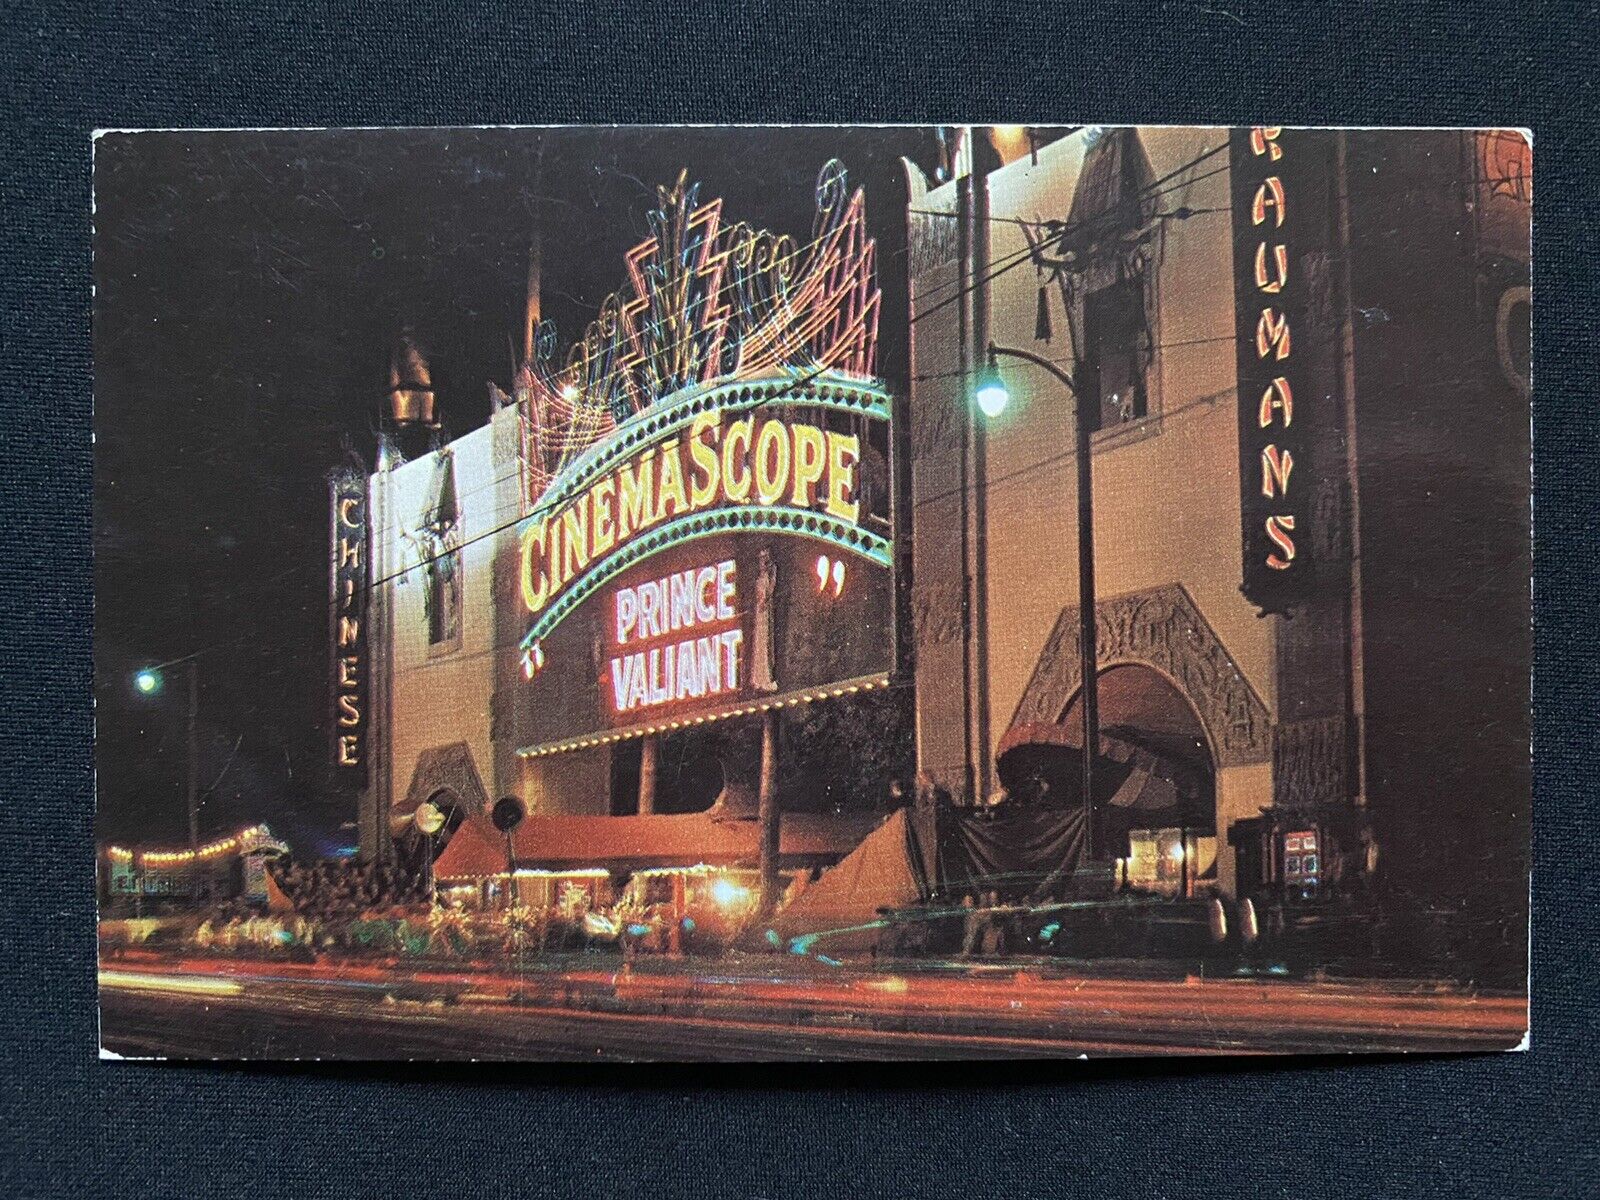 CHINESE
CINEMASCOPE
"PRINCE
VALIANT"
RAUMANS